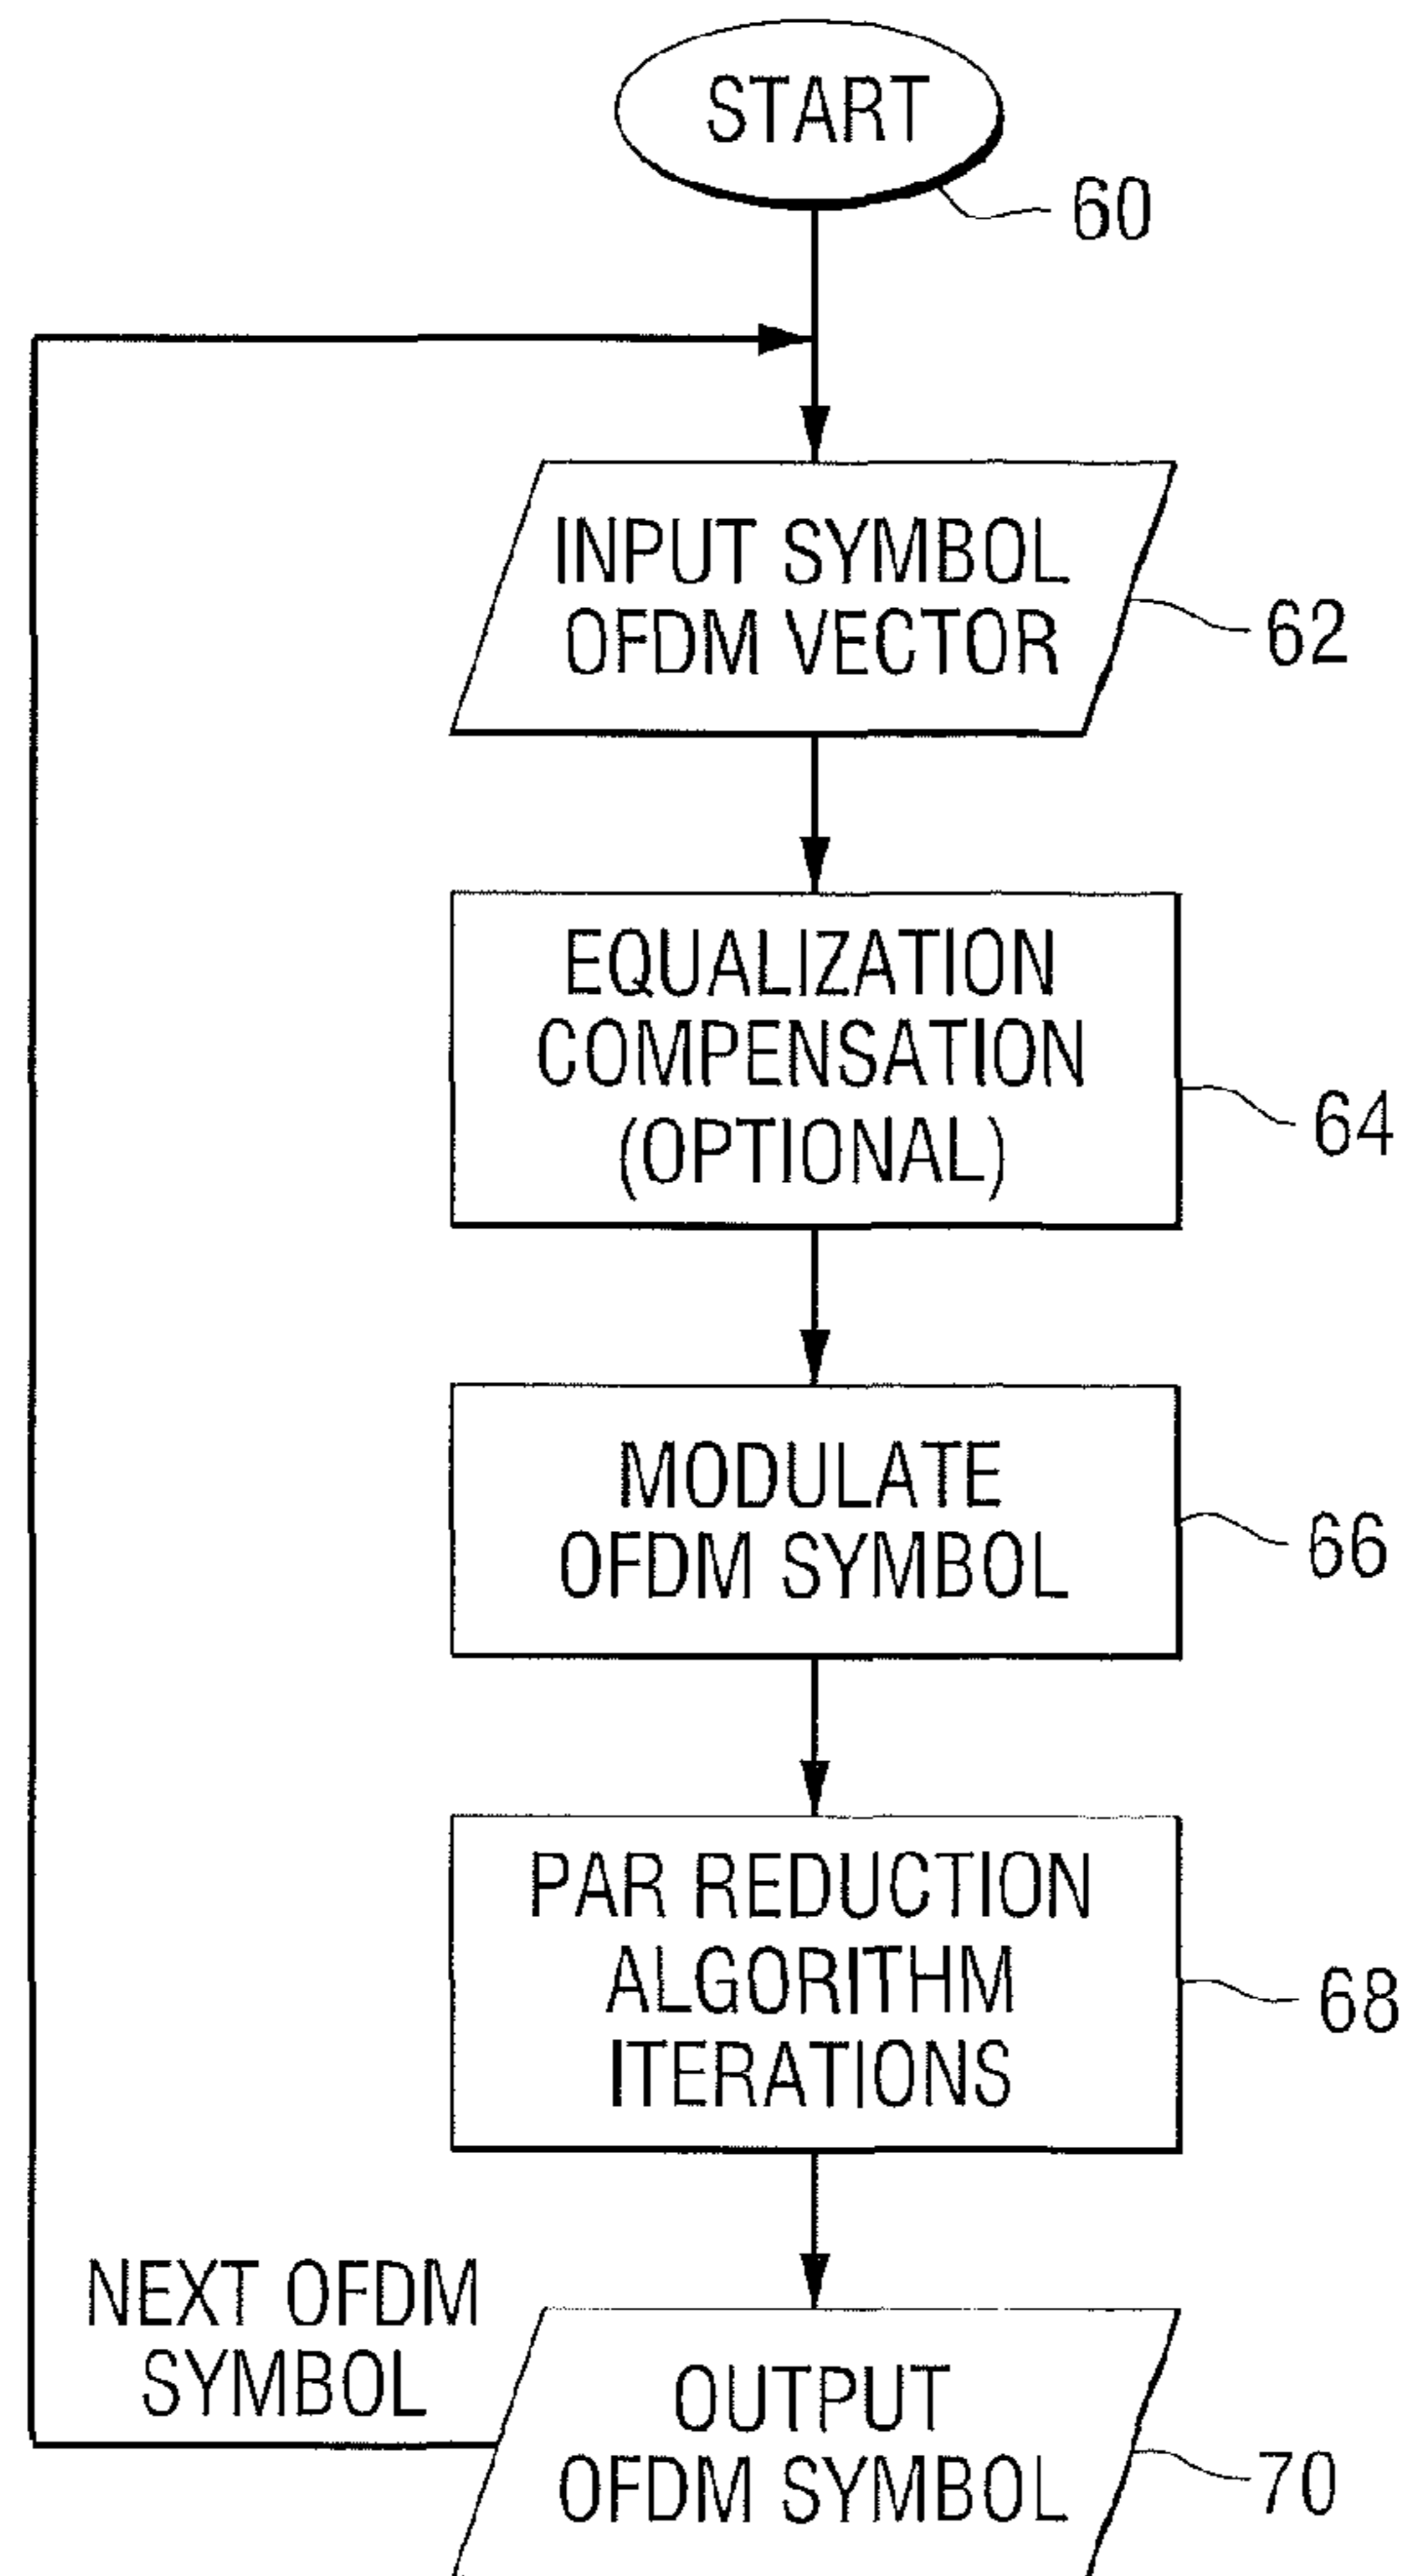 START
60
INPUT SYMBOL
OFDM VECTOR
62
EQUALIZATION
COMPENSATION
(OPTIONAL)
64
MODULATE
OFDM SYMBOL
66
PAR REDUCTION
ALGORITHM
ITERATIONS
68
NEXT OFDM
SYMBOL
OUTPUT
OFDM SYMBOL
70